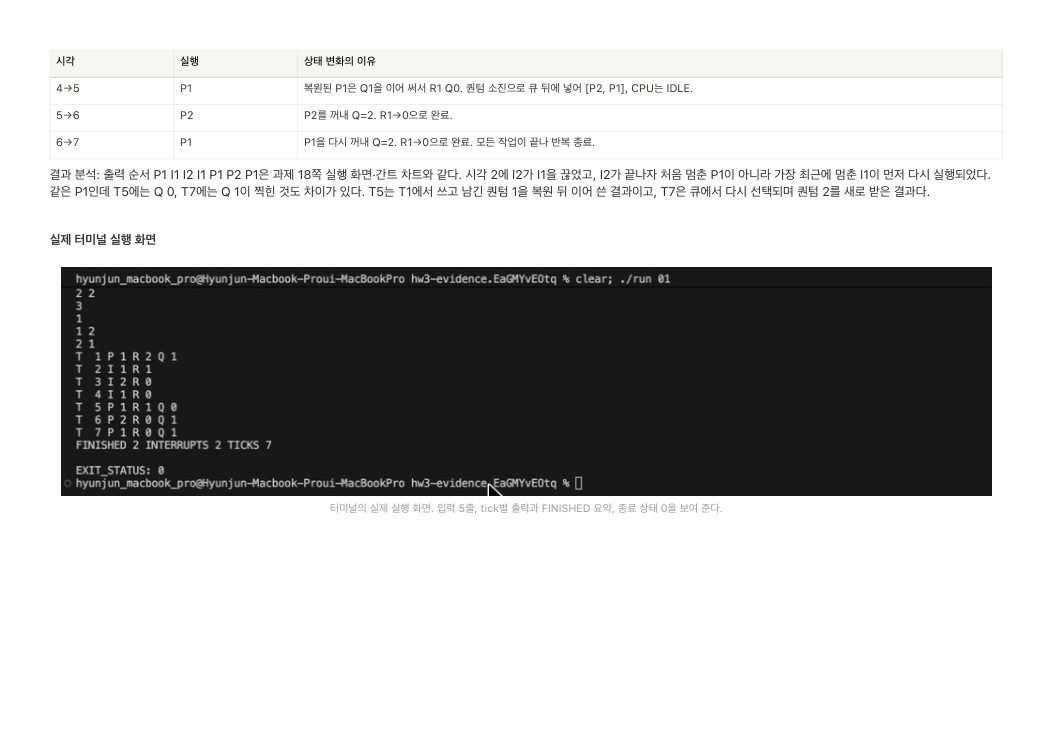 시각 실행 상태 변화의 이유
4→5 P1 복원된 P1은 Q1을 이어 써서 R1 Q0. 퀀텀 소진으로 큐 뒤에 넣어 [P2, P1], CPU는 IDLE.
5→6 P2 P2를 꺼내 Q=2. R1→0으로 완료.
6→7 P1 P1을 다시 꺼내 Q=2. R1→0으로 완료. 모든 작업이 끝나 반복 종료.
결과 분석: 출력 순서 P1 I1 I2 I1 P1 P2 P1은 과제 18쪽 실행 화면·간트 차트와 같다. 시각 2에 I2가 I1을 끊었고, I2가 끝나자 처음 멈춘 P1이 아니라 가장 최근에 멈춘 I1이 먼저 다시 실행되었다.
같은 P1인데 T5에는 Q 0, T7에는 Q 1이 찍힌 것도 차이가 있다. T5는 T1에서 쓰고 남긴 퀀텀 1을 복원 뒤 이어 쓴 결과이고, T7은 큐에서 다시 선택되며 퀀텀 2를 새로 받은 결과다.
실제 터미널 실행 화면
hyunjun_macbook_pro@Hyunjun-Macbook-Proui-MacBookPro hw3-evidence.EaGMYvEOtq % clear; ./run 01
2 2
3
1
1 2
2 1
T 1 P 1 R 2 Q 1
T 2 I 1 R 1
T 3 I 2 R 0
T 4 I 1 R 0
T 5 P 1 R 1 Q 0
T 6 P 2 R 0 Q 1
T 7 P 1 R 0 Q 1
FINISHED 2 INTERRUPTS 2 TICKS 7
EXIT_STATUS: 0
hyunjun_macbook_pro@Hyunjun-Macbook-Proui-MacBookPro hw3-evidence.EaGMYvEOtq %
터미널의 실제 실행 화면. 입력 5줄, tick별 출력과 FINISHED 요약, 종료 상태 0을 보여 준다.